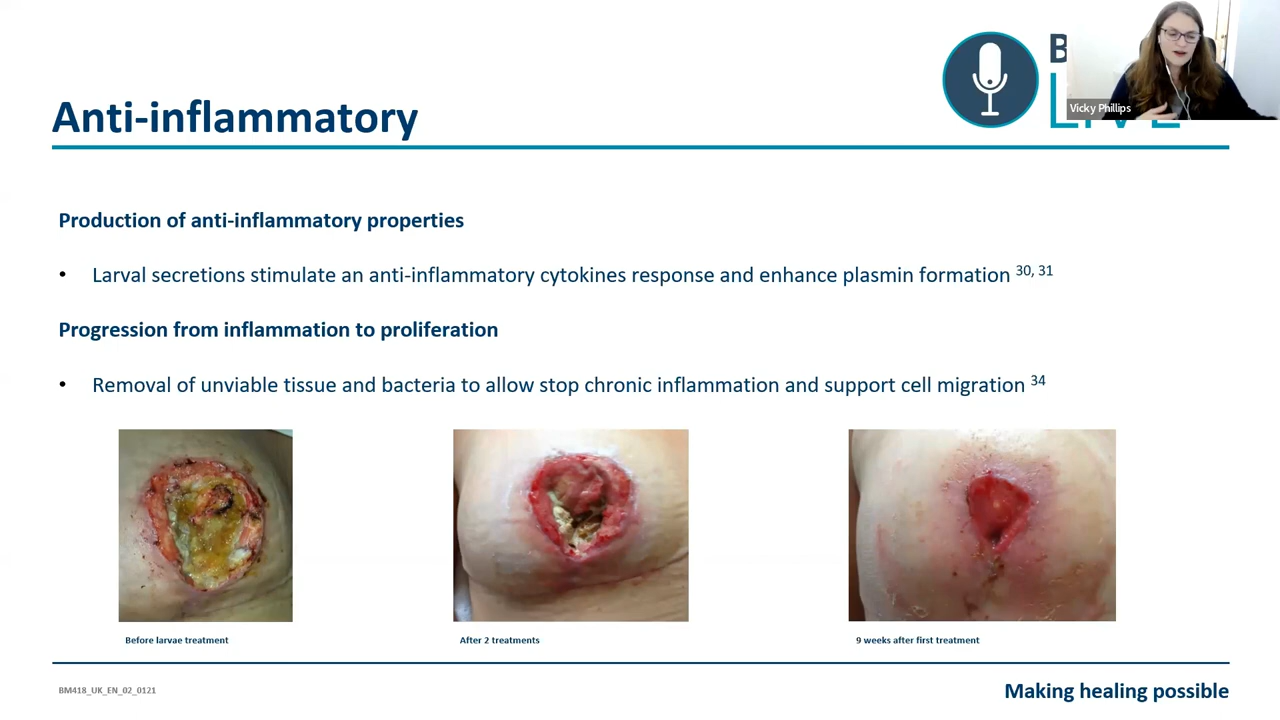 Anti-inflammatory
B
LIVE
Vicky Phillips
Production of anti-inflammatory properties
• Larval secretions stimulate an anti-inflammatory cytokines response and enhance plasmin formation 30, 31
Progression from inflammation to proliferation
• Removal of unviable tissue and bacteria to allow stop chronic inflammation and support cell migration 34
Before larvae treatment
After 2 treatments
9 weeks after first treatment
BM418_UK_EN_02_0121
Making healing possible